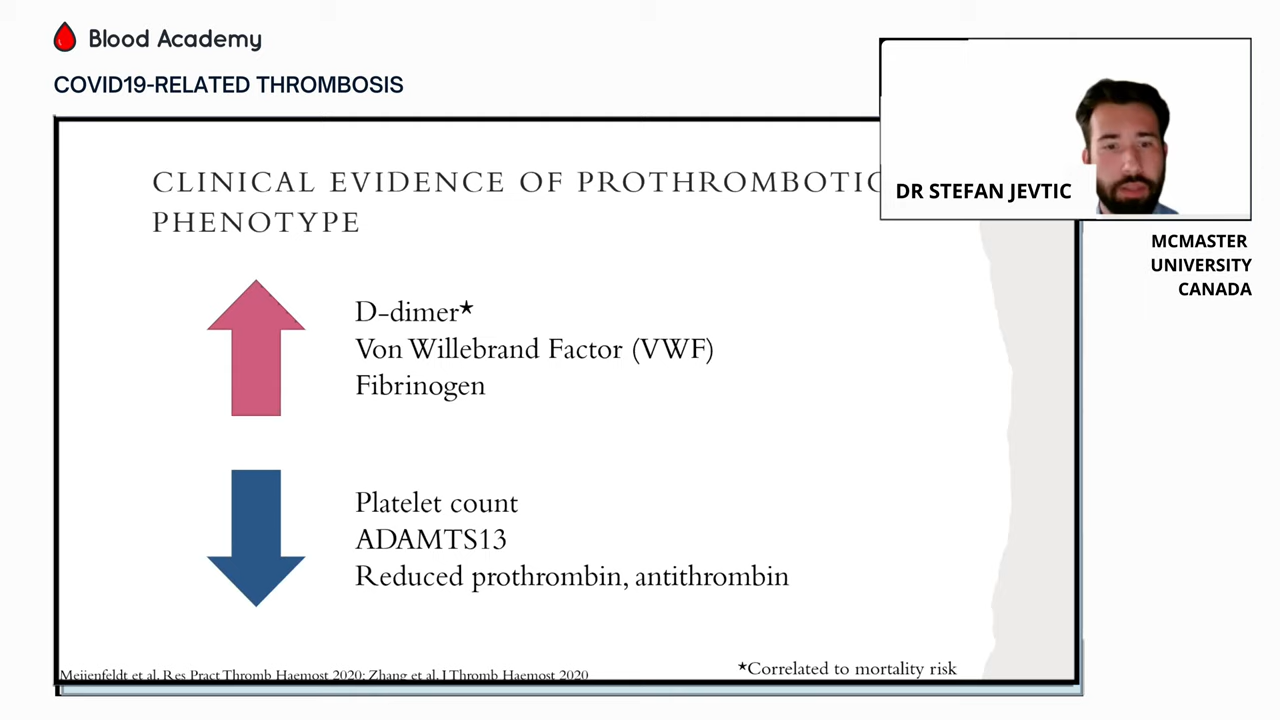 Blood Academy
COVID19-RELATED THROMBOSIS
CLINICAL EVIDENCE OF PROTHROMBOTIC
PHENOTYPE
DR STEFAN JEVTIC
MCMASTER
UNIVERSITY
CANADA
D-dimer★
Von Willebrand Factor (VWF)
Fibrinogen
Platelet count
ADAMTS13
Reduced prothrombin, antithrombin
★Correlated to mortality risk
Meijenfeldt et al. Res Pract Thromb Haemost 2020; Zhang et al. J Thromb Haemost 2020